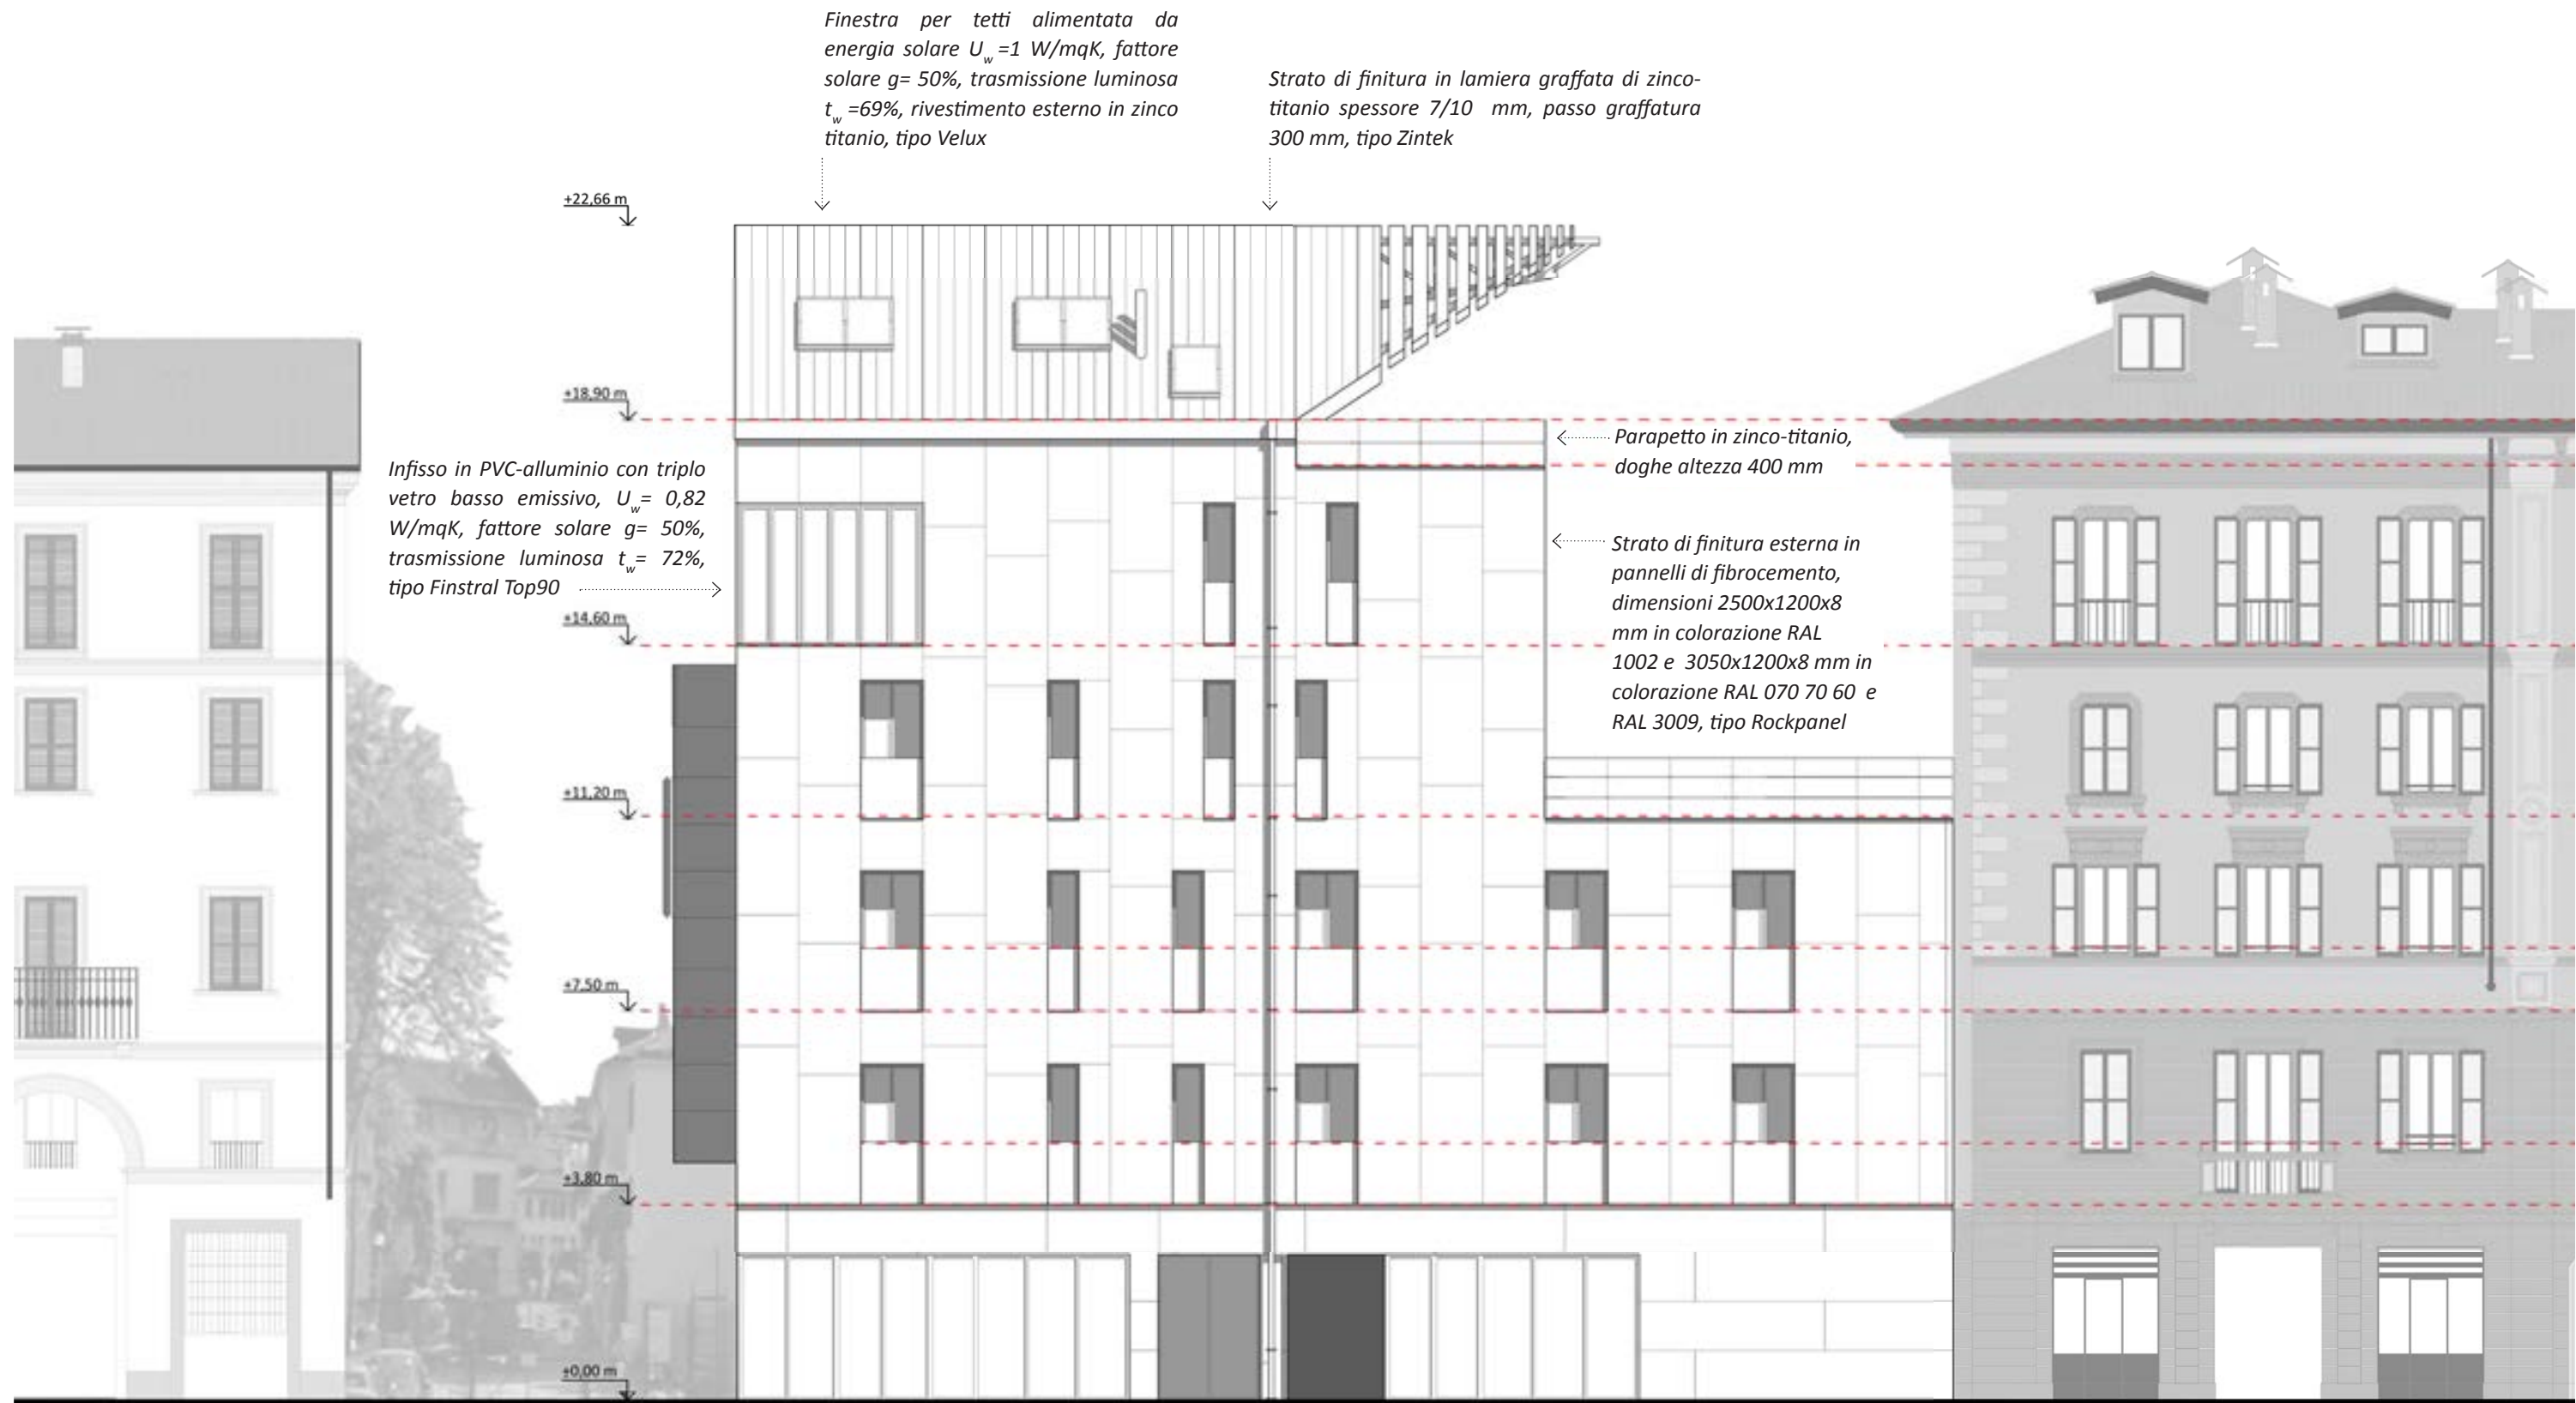 Finestra per tetti alimentata da
energia solare Uw =1 W/mqK, fattore
solare g= 50%, trasmissione luminosa
tw =69%, rivestimento esterno in zinco
titanio, tipo Velux
Strato di finitura in lamiera graffata di zinco-
titanio spessore 7/10 mm, passo graffatura
300 mm, tipo Zintek
+22,66 m
+18,90 m
Parapetto in zinco-titanio,
doghe altezza 400 mm
Infisso in PVC-alluminio con triplo
vetro basso emissivo, Uw= 0,82
W/mqK, fattore solare g= 50%,
trasmissione luminosa tw= 72%,
tipo Finstral Top90
Strato di finitura esterna in
pannelli di fibrocemento,
dimensioni 2500x1200x8
mm in colorazione RAL
1002 e 3050x1200x8 mm in
colorazione RAL 070 70 60 e
RAL 3009, tipo Rockpanel
+14,60 m
+11,20 m
+7,50 m
+3,80 m
±0,00 m